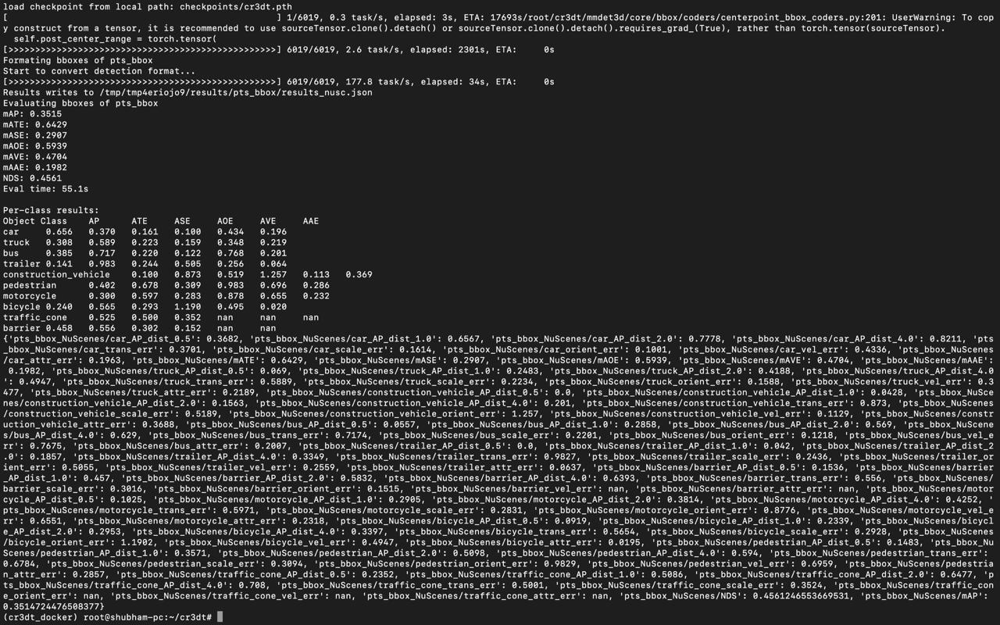 load checkpoint from local path: checkpoints/cr3dt.pth
[                                                  ] 1/6019, 0.3 task/s, elapsed: 3s, ETA: 17693s/root/cr3dt/mmdet3d/core/bbox/coders/centerpoint_bbox_coders.py:201: UserWarning: To cop
y construct from a tensor, it is recommended to use sourceTensor.clone().detach() or sourceTensor.clone().detach().requires_grad_(True), rather than torch.tensor(sourceTensor).
  self.post_center_range = torch.tensor(
[>>>>>>>>>>>>>>>>>>>>>>>>>>>>>>>>>>>>>>>>>>>>>>>>>>] 6019/6019, 2.6 task/s, elapsed: 2301s, ETA:     0s
Formating bboxes of pts_bbox
Start to convert detection format...
[>>>>>>>>>>>>>>>>>>>>>>>>>>>>>>>>>>>>>>>>>>>>>>>>>>] 6019/6019, 177.8 task/s, elapsed: 34s, ETA:     0s
Results writes to /tmp/tmp4eriojo9/results/pts_bbox/results_nusc.json
Evaluating bboxes of pts_bbox
mAP: 0.3515
mATE: 0.6429
mASE: 0.2907
mAOE: 0.5939
mAVE: 0.4704
mAAE: 0.1982
NDS: 0.4561
Eval time: 55.1s

Per-class results:
Object Class    AP      ATE     ASE     AOE     AVE     AAE
car     0.656   0.370   0.161   0.100   0.434   0.196
truck   0.308   0.589   0.223   0.159   0.348   0.219
bus     0.385   0.717   0.220   0.122   0.768   0.201
trailer 0.141   0.983   0.244   0.505   0.256   0.064
construction_vehicle    0.100   0.873   0.519   1.257   0.113   0.369
pedestrian      0.402   0.678   0.309   0.983   0.696   0.286
motorcycle      0.300   0.597   0.283   0.878   0.655   0.232
bicycle 0.240   0.565   0.293   1.190   0.495   0.020
traffic_cone    0.525   0.500   0.352   nan     nan     nan
barrier 0.458   0.556   0.302   0.152   nan     nan
{'pts_bbox_NuScenes/car_AP_dist_0.5': 0.3682, 'pts_bbox_NuScenes/car_AP_dist_1.0': 0.6567, 'pts_bbox_NuScenes/car_AP_dist_2.0': 0.7778, 'pts_bbox_NuScenes/car_AP_dist_4.0': 0.8211, 'pts
_bbox_NuScenes/car_trans_err': 0.3701, 'pts_bbox_NuScenes/car_scale_err': 0.1614, 'pts_bbox_NuScenes/car_orient_err': 0.1001, 'pts_bbox_NuScenes/car_vel_err': 0.4336, 'pts_bbox_NuScenes
/car_attr_err': 0.1963, 'pts_bbox_NuScenes/mATE': 0.6429, 'pts_bbox_NuScenes/mASE': 0.2907, 'pts_bbox_NuScenes/mAOE': 0.5939, 'pts_bbox_NuScenes/mAVE': 0.4704, 'pts_bbox_NuScenes/mAAE':
 0.1982, 'pts_bbox_NuScenes/truck_AP_dist_0.5': 0.069, 'pts_bbox_NuScenes/truck_AP_dist_1.0': 0.2483, 'pts_bbox_NuScenes/truck_AP_dist_2.0': 0.4188, 'pts_bbox_NuScenes/truck_AP_dist_4.0
': 0.4947, 'pts_bbox_NuScenes/truck_trans_err': 0.5889, 'pts_bbox_NuScenes/truck_scale_err': 0.2234, 'pts_bbox_NuScenes/truck_orient_err': 0.1588, 'pts_bbox_NuScenes/truck_vel_err': 0.3
477, 'pts_bbox_NuScenes/truck_attr_err': 0.2189, 'pts_bbox_NuScenes/construction_vehicle_AP_dist_0.5': 0.0, 'pts_bbox_NuScenes/construction_vehicle_AP_dist_1.0': 0.0428, 'pts_bbox_NuSce
nes/construction_vehicle_AP_dist_2.0': 0.1563, 'pts_bbox_NuScenes/construction_vehicle_AP_dist_4.0': 0.201, 'pts_bbox_NuScenes/construction_vehicle_trans_err': 0.873, 'pts_bbox_NuScenes
/construction_vehicle_scale_err': 0.5189, 'pts_bbox_NuScenes/construction_vehicle_orient_err': 1.257, 'pts_bbox_NuScenes/construction_vehicle_vel_err': 0.1129, 'pts_bbox_NuScenes/constr
uction_vehicle_attr_err': 0.3688, 'pts_bbox_NuScenes/bus_AP_dist_0.5': 0.0557, 'pts_bbox_NuScenes/bus_AP_dist_1.0': 0.2858, 'pts_bbox_NuScenes/bus_AP_dist_2.0': 0.569, 'pts_bbox_NuScene
s/bus_AP_dist_4.0': 0.629, 'pts_bbox_NuScenes/bus_trans_err': 0.7174, 'pts_bbox_NuScenes/bus_scale_err': 0.2201, 'pts_bbox_NuScenes/bus_orient_err': 0.1218, 'pts_bbox_NuScenes/bus_vel_e
rr': 0.7675, 'pts_bbox_NuScenes/bus_attr_err': 0.2007, 'pts_bbox_NuScenes/trailer_AP_dist_0.5': 0.0, 'pts_bbox_NuScenes/trailer_AP_dist_1.0': 0.042, 'pts_bbox_NuScenes/trailer_AP_dist_2
.0': 0.1857, 'pts_bbox_NuScenes/trailer_AP_dist_4.0': 0.3349, 'pts_bbox_NuScenes/trailer_trans_err': 0.9827, 'pts_bbox_NuScenes/trailer_scale_err': 0.2436, 'pts_bbox_NuScenes/trailer_or
ient_err': 0.5055, 'pts_bbox_NuScenes/trailer_vel_err': 0.2559, 'pts_bbox_NuScenes/trailer_attr_err': 0.0637, 'pts_bbox_NuScenes/barrier_AP_dist_0.5': 0.1536, 'pts_bbox_NuScenes/barrier
_AP_dist_1.0': 0.457, 'pts_bbox_NuScenes/barrier_AP_dist_2.0': 0.5832, 'pts_bbox_NuScenes/barrier_AP_dist_4.0': 0.6393, 'pts_bbox_NuScenes/barrier_trans_err': 0.556, 'pts_bbox_NuScenes/
barrier_scale_err': 0.3016, 'pts_bbox_NuScenes/barrier_orient_err': 0.1515, 'pts_bbox_NuScenes/barrier_vel_err': nan, 'pts_bbox_NuScenes/barrier_attr_err': nan, 'pts_bbox_NuScenes/motor
cycle_AP_dist_0.5': 0.1025, 'pts_bbox_NuScenes/motorcycle_AP_dist_1.0': 0.2905, 'pts_bbox_NuScenes/motorcycle_AP_dist_2.0': 0.3814, 'pts_bbox_NuScenes/motorcycle_AP_dist_4.0': 0.4252, '
pts_bbox_NuScenes/motorcycle_trans_err': 0.5971, 'pts_bbox_NuScenes/motorcycle_scale_err': 0.2831, 'pts_bbox_NuScenes/motorcycle_orient_err': 0.8776, 'pts_bbox_NuScenes/motorcycle_vel_e
rr': 0.6551, 'pts_bbox_NuScenes/motorcycle_attr_err': 0.2318, 'pts_bbox_NuScenes/bicycle_AP_dist_0.5': 0.0919, 'pts_bbox_NuScenes/bicycle_AP_dist_1.0': 0.2339, 'pts_bbox_NuScenes/bicycl
e_AP_dist_2.0': 0.2953, 'pts_bbox_NuScenes/bicycle_AP_dist_4.0': 0.3397, 'pts_bbox_NuScenes/bicycle_trans_err': 0.5654, 'pts_bbox_NuScenes/bicycle_scale_err': 0.2928, 'pts_bbox_NuScenes
/bicycle_orient_err': 1.1902, 'pts_bbox_NuScenes/bicycle_vel_err': 0.4947, 'pts_bbox_NuScenes/bicycle_attr_err': 0.0195, 'pts_bbox_NuScenes/pedestrian_AP_dist_0.5': 0.1483, 'pts_bbox_Nu
Scenes/pedestrian_AP_dist_1.0': 0.3571, 'pts_bbox_NuScenes/pedestrian_AP_dist_2.0': 0.5098, 'pts_bbox_NuScenes/pedestrian_AP_dist_4.0': 0.594, 'pts_bbox_NuScenes/pedestrian_trans_err':
0.6784, 'pts_bbox_NuScenes/pedestrian_scale_err': 0.3094, 'pts_bbox_NuScenes/pedestrian_orient_err': 0.9829, 'pts_bbox_NuScenes/pedestrian_vel_err': 0.6959, 'pts_bbox_NuScenes/pedestria
n_attr_err': 0.2857, 'pts_bbox_NuScenes/traffic_cone_AP_dist_0.5': 0.2352, 'pts_bbox_NuScenes/traffic_cone_AP_dist_1.0': 0.5086, 'pts_bbox_NuScenes/traffic_cone_AP_dist_2.0': 0.6477, 'p
ts_bbox_NuScenes/traffic_cone_AP_dist_4.0': 0.708, 'pts_bbox_NuScenes/traffic_cone_trans_err': 0.5001, 'pts_bbox_NuScenes/traffic_cone_scale_err': 0.3524, 'pts_bbox_NuScenes/traffic_con
e_orient_err': nan, 'pts_bbox_NuScenes/traffic_cone_vel_err': nan, 'pts_bbox_NuScenes/traffic_cone_attr_err': nan, 'pts_bbox_NuScenes/NDS': 0.4561246553669531, 'pts_bbox_NuScenes/mAP':
0.35147244765083​77}
(cr3dt_docker) root@shubham-pc:~/cr3dt#